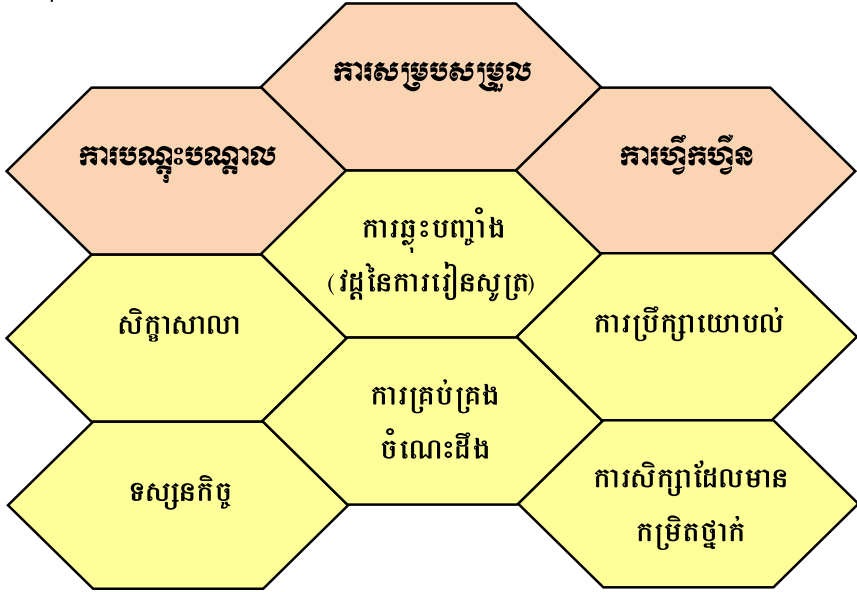 ការសម្របសម្រួល
ការបណ្តុះបណ្តាល
ការហ្វឹកហ្វឺន
ការឆ្លុះបញ្ចាំង
(វដ្តនៃការរៀនសូត្រ)
សិក្ខាសាលា
ការប្រឹក្សាយោបល់
ការគ្រប់គ្រង
ចំណេះដឹង
ទស្សនកិច្ច
ការសិក្សាដែលមាន
កម្រិតថ្នាក់